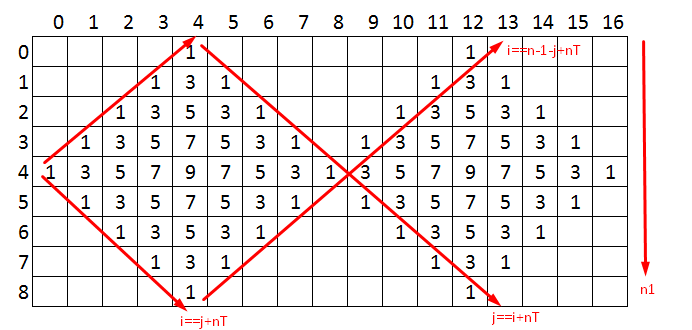 0 1 2 3 4 5 6 7 8 9 10 11 12 13 14 15 16
0 1 1 i==n-1-j+nT
1 1 3 1 1 3 1
2 1 3 5 3 1 1 3 5 3 1
3 1 3 5 7 5 3 1 1 3 5 7 5 3 1
4 1 3 5 7 9 7 5 3 1 3 5 7 9 7 5 3 1
5 1 3 5 7 5 3 1 1 3 5 7 5 3 1
6 1 3 5 3 1 1 3 5 3 1
7 1 3 1 1 3 1
n1
8 1 1
i==j+nT j==i+nT